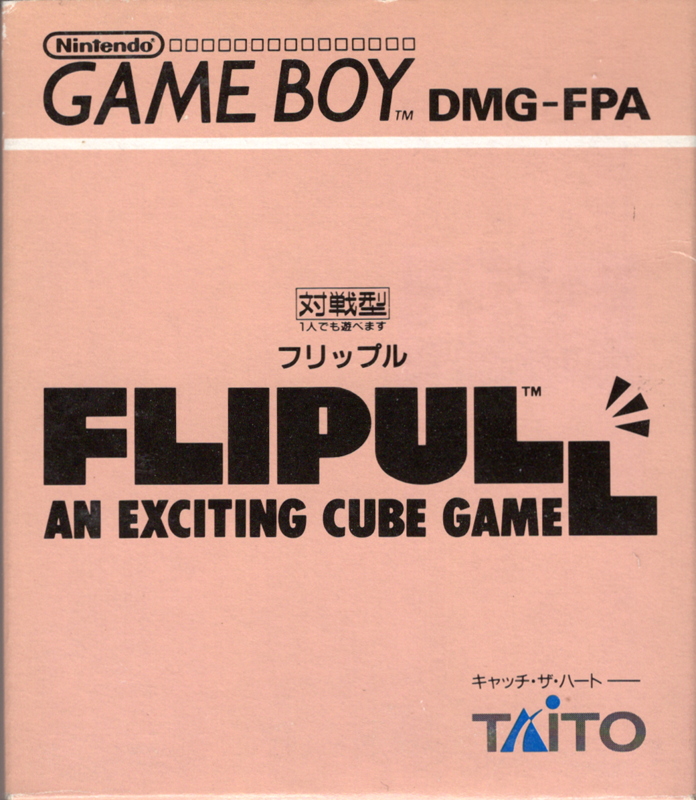 Nintendo®
GAME BOY™ DMG-FPA
対戦型
1人でも遊べます
フリップル
FLIPULL™
AN EXCITING CUBE GAME
キャッチ・ザ・ハート
TAITO